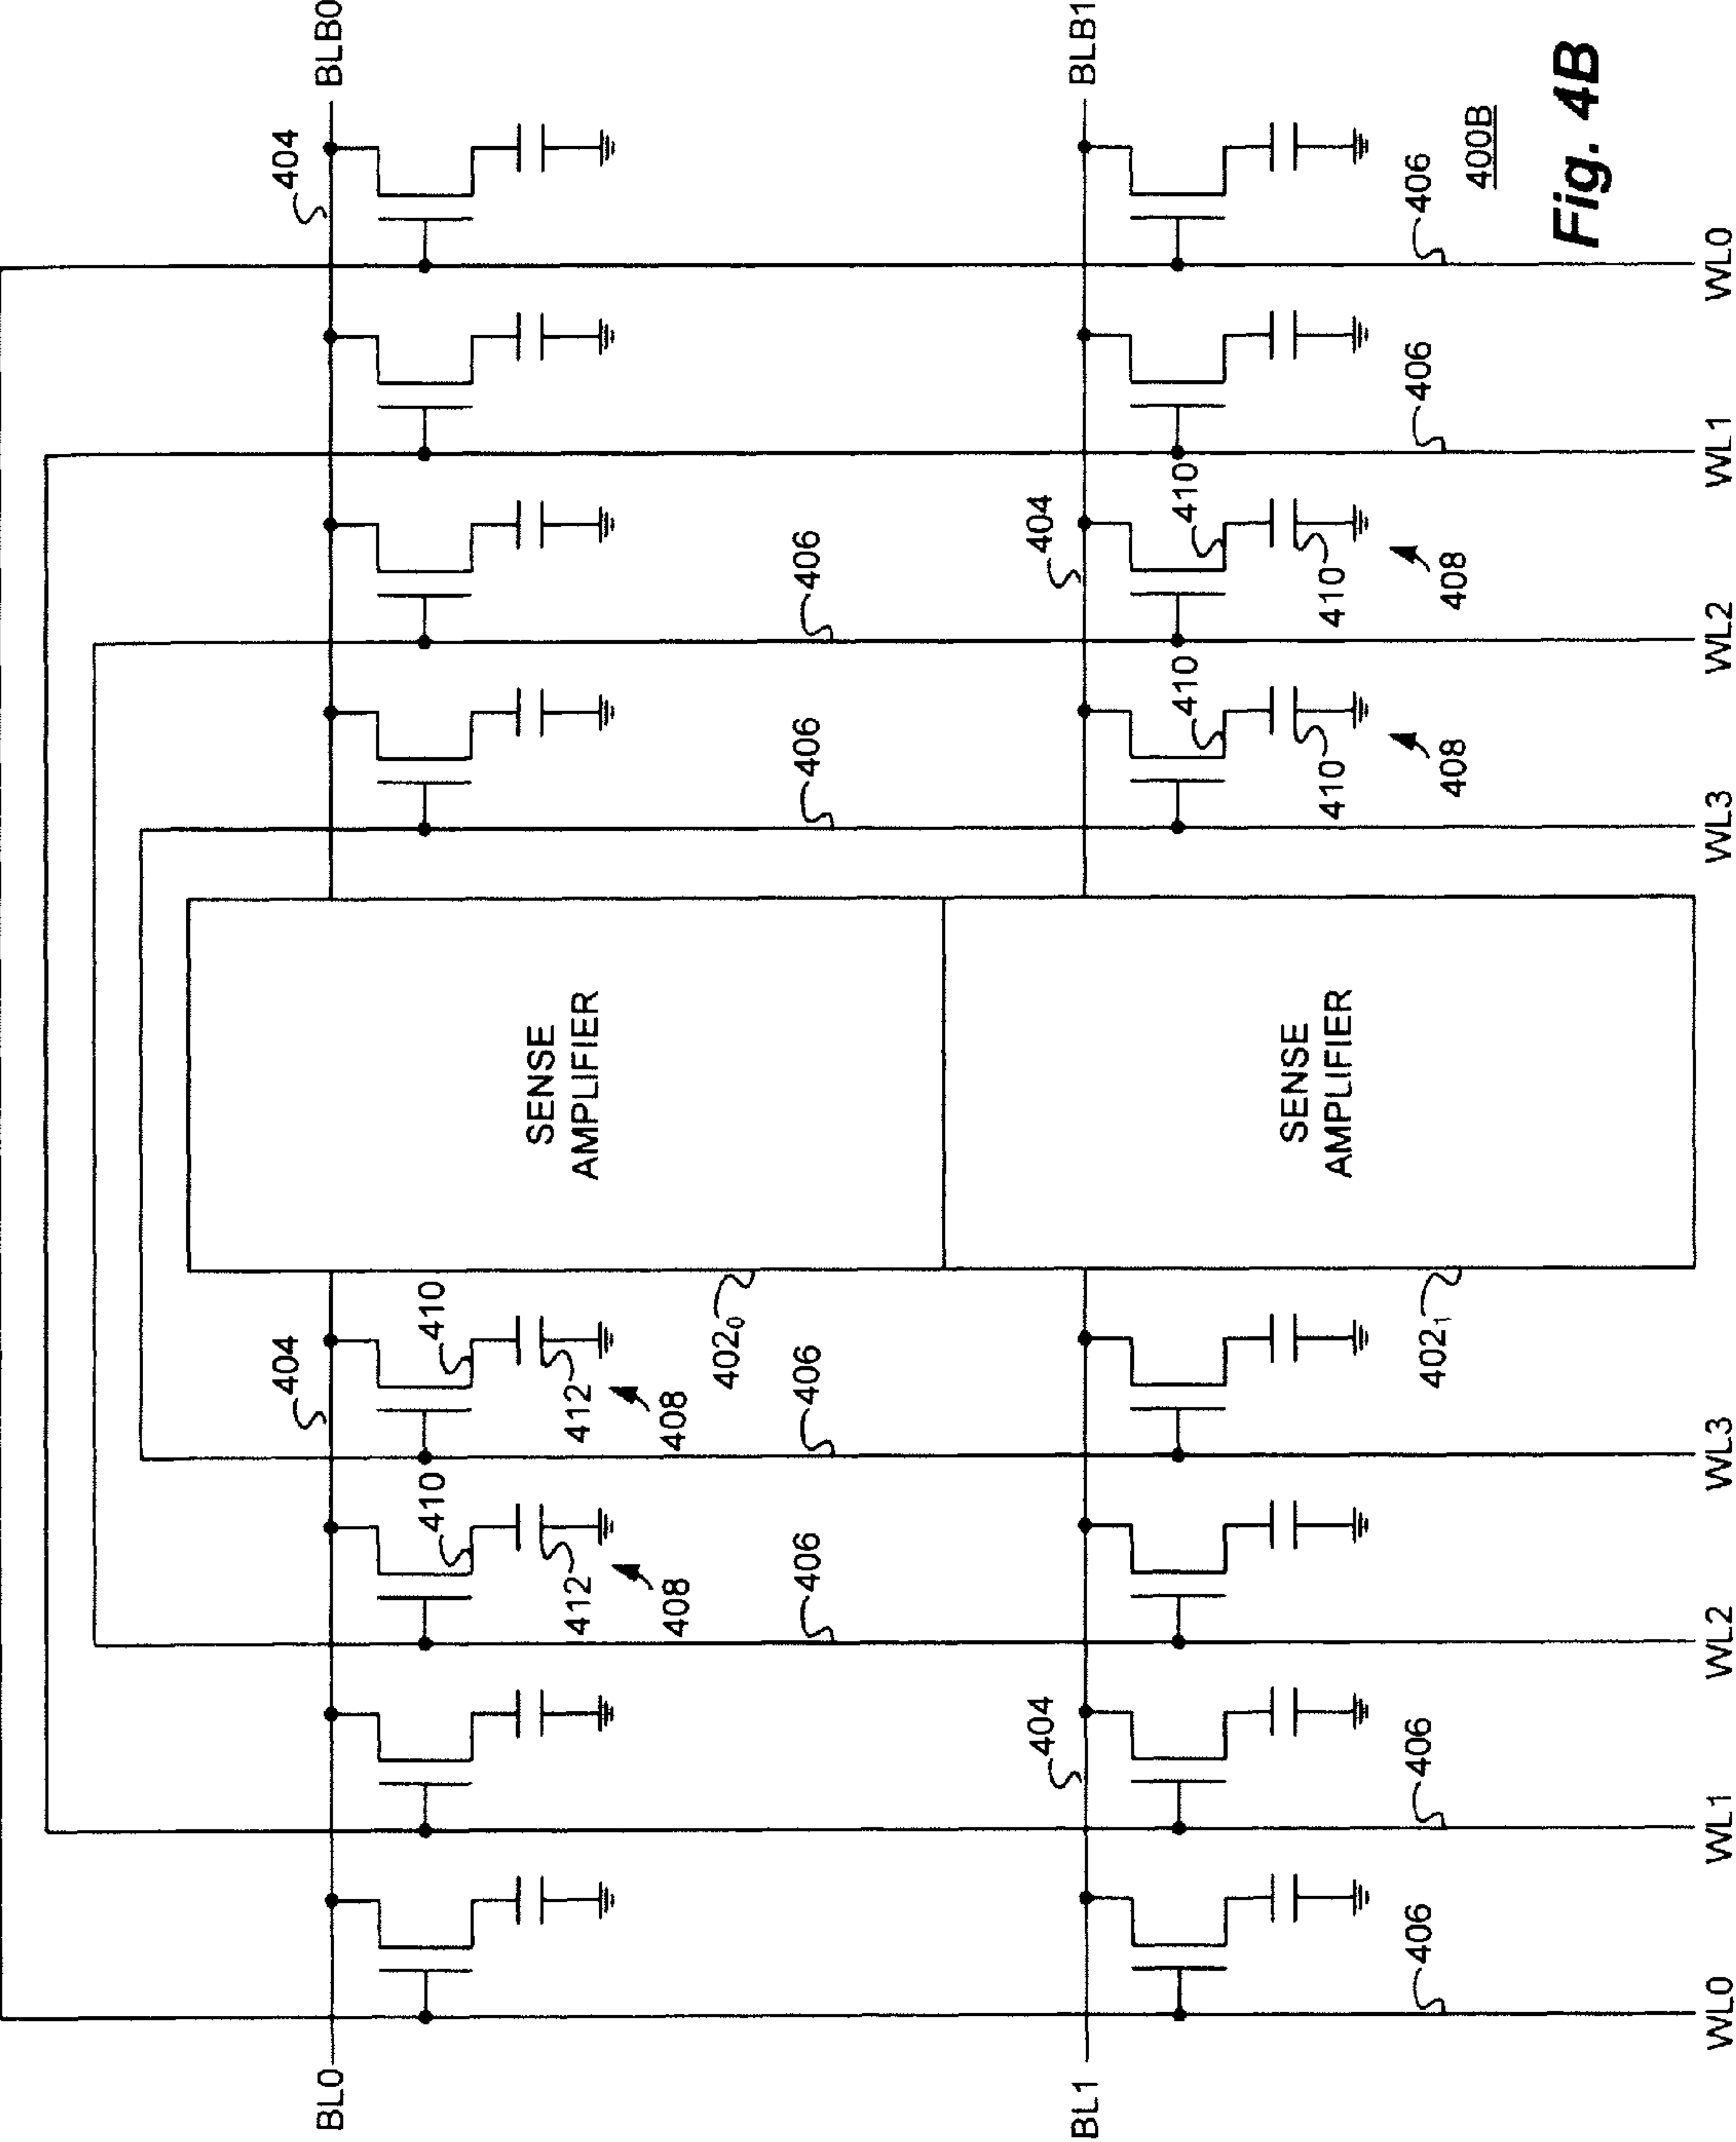 404 404
BL0 BLB0
410 410
SENSE
AMPLIFIER
412 412
408 408
402₀
406 406 406 406
404 404
BL1 BLB1
410 410
SENSE
AMPLIFIER
410 410
406 406 402₁ 406 406
408 408
400B
WL0 WL1 WL2 WL3 WL3 WL2 WL1 WL0
Fig. 4B